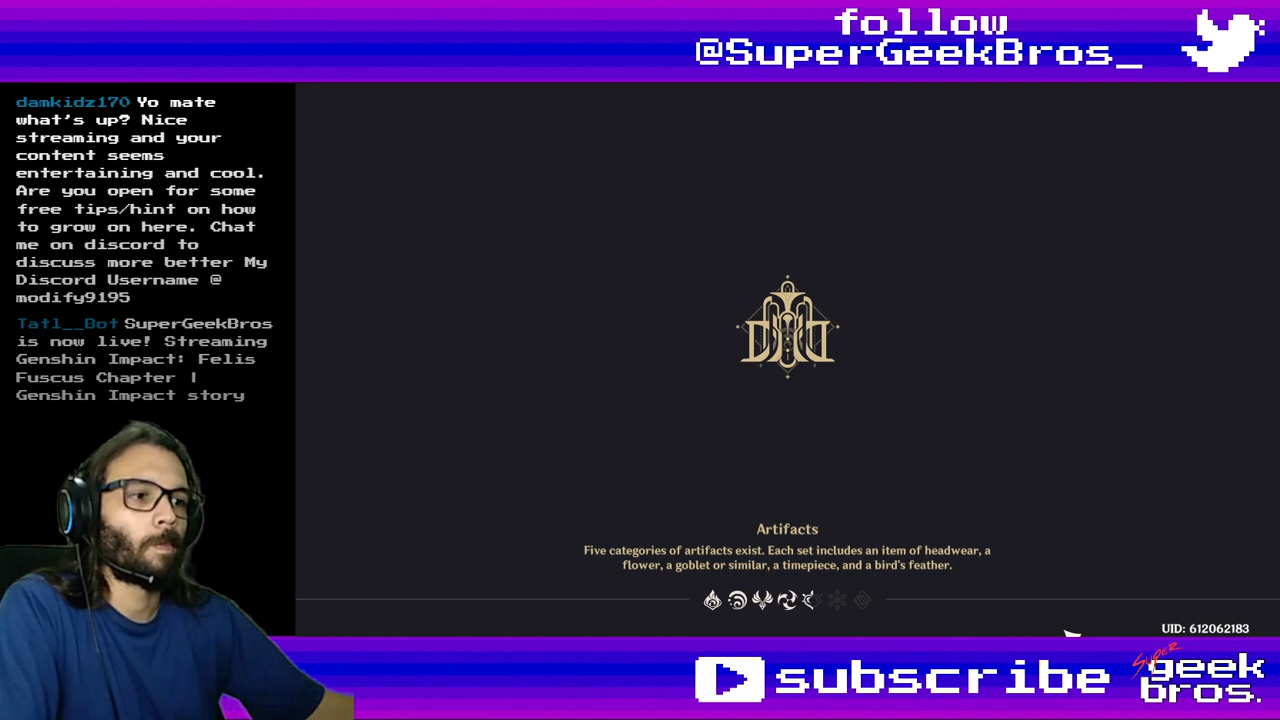 follow
@SuperGeekBros_
damkidz170 Yo mate
what's up? Nice
streaming and your
content seems
entertaining and cool.
Are you open for some
free tips/hint on how
to grow on here. Chat
me on discord to
discuss more better My
Discord Username @
modify9195
Tatl__Bot SuperGeekBros
is now live! Streaming
Genshin Impact: Felis
Fuscus Chapter |
Genshin Impact story
Artifacts
Five categories of artifacts exist. Each set includes an item of headwear, a
flower, a goblet or similar, a timepiece, and a bird's feather.
UID: 612062183
subscribe
SUPER
geek
bros.